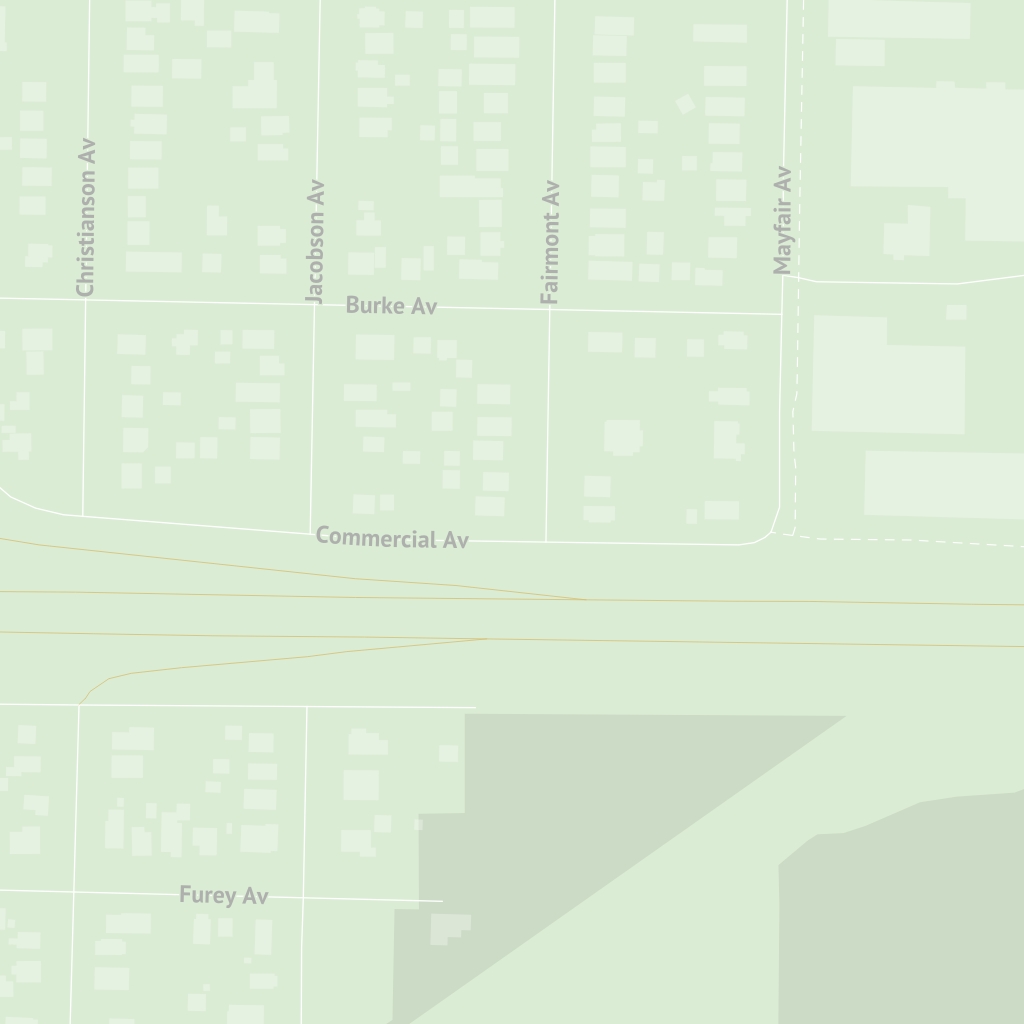 Christianson Av
Jacobson Av
Fairmont Av
Mayfair Av
Burke Av
Commercial Av
Furey Av